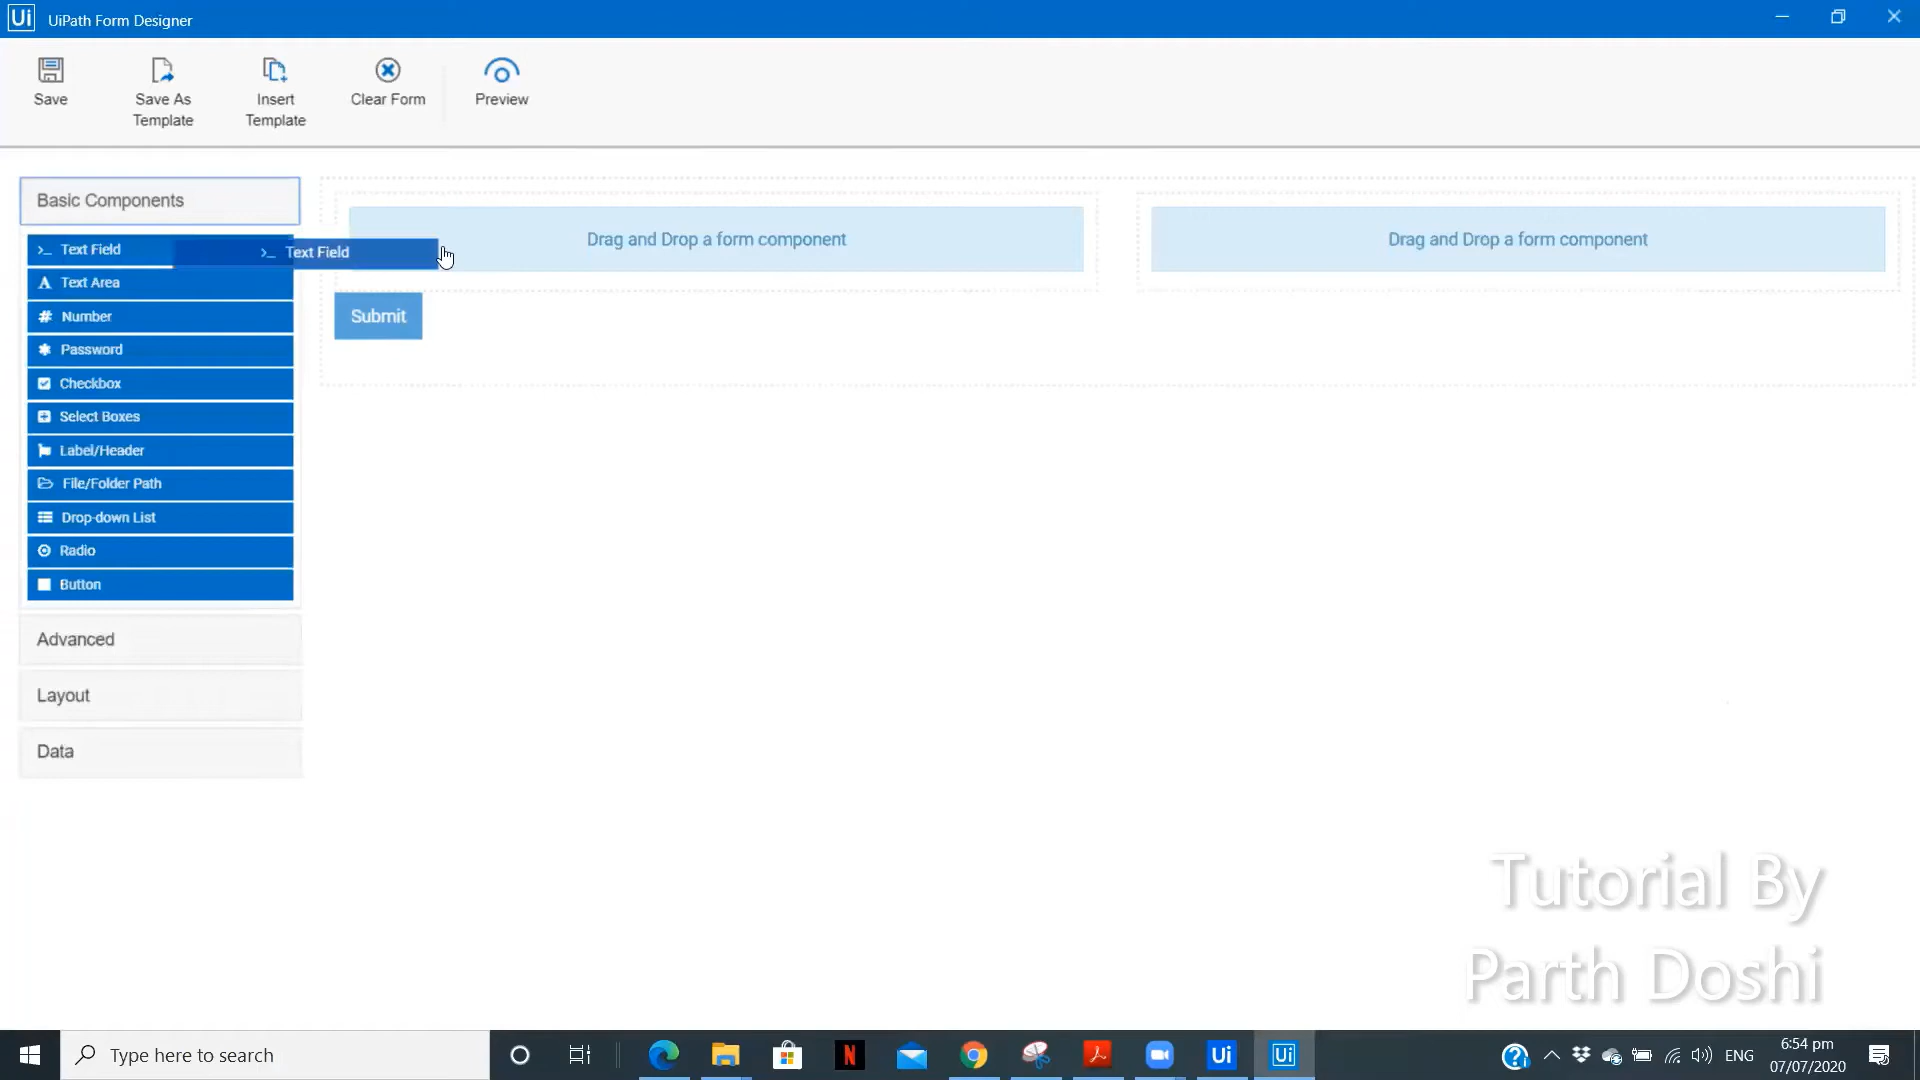 Ui UiPath Form Designer
Save
Save As
Template
Insert
Template
Clear Form
Preview
Basic Components
>_ Text Field
>_ Text Field
A Text Area
# Number
Password
Checkbox
Select Boxes
Label/Header
File/Folder Path
Drop-down List
Radio
Button
Advanced
Layout
Data
Drag and Drop a form component
Drag and Drop a form component
Submit
Tutorial By
Parth Doshi
Type here to search
N
Ui
Ui
ENG
6:54 pm
07/07/2020